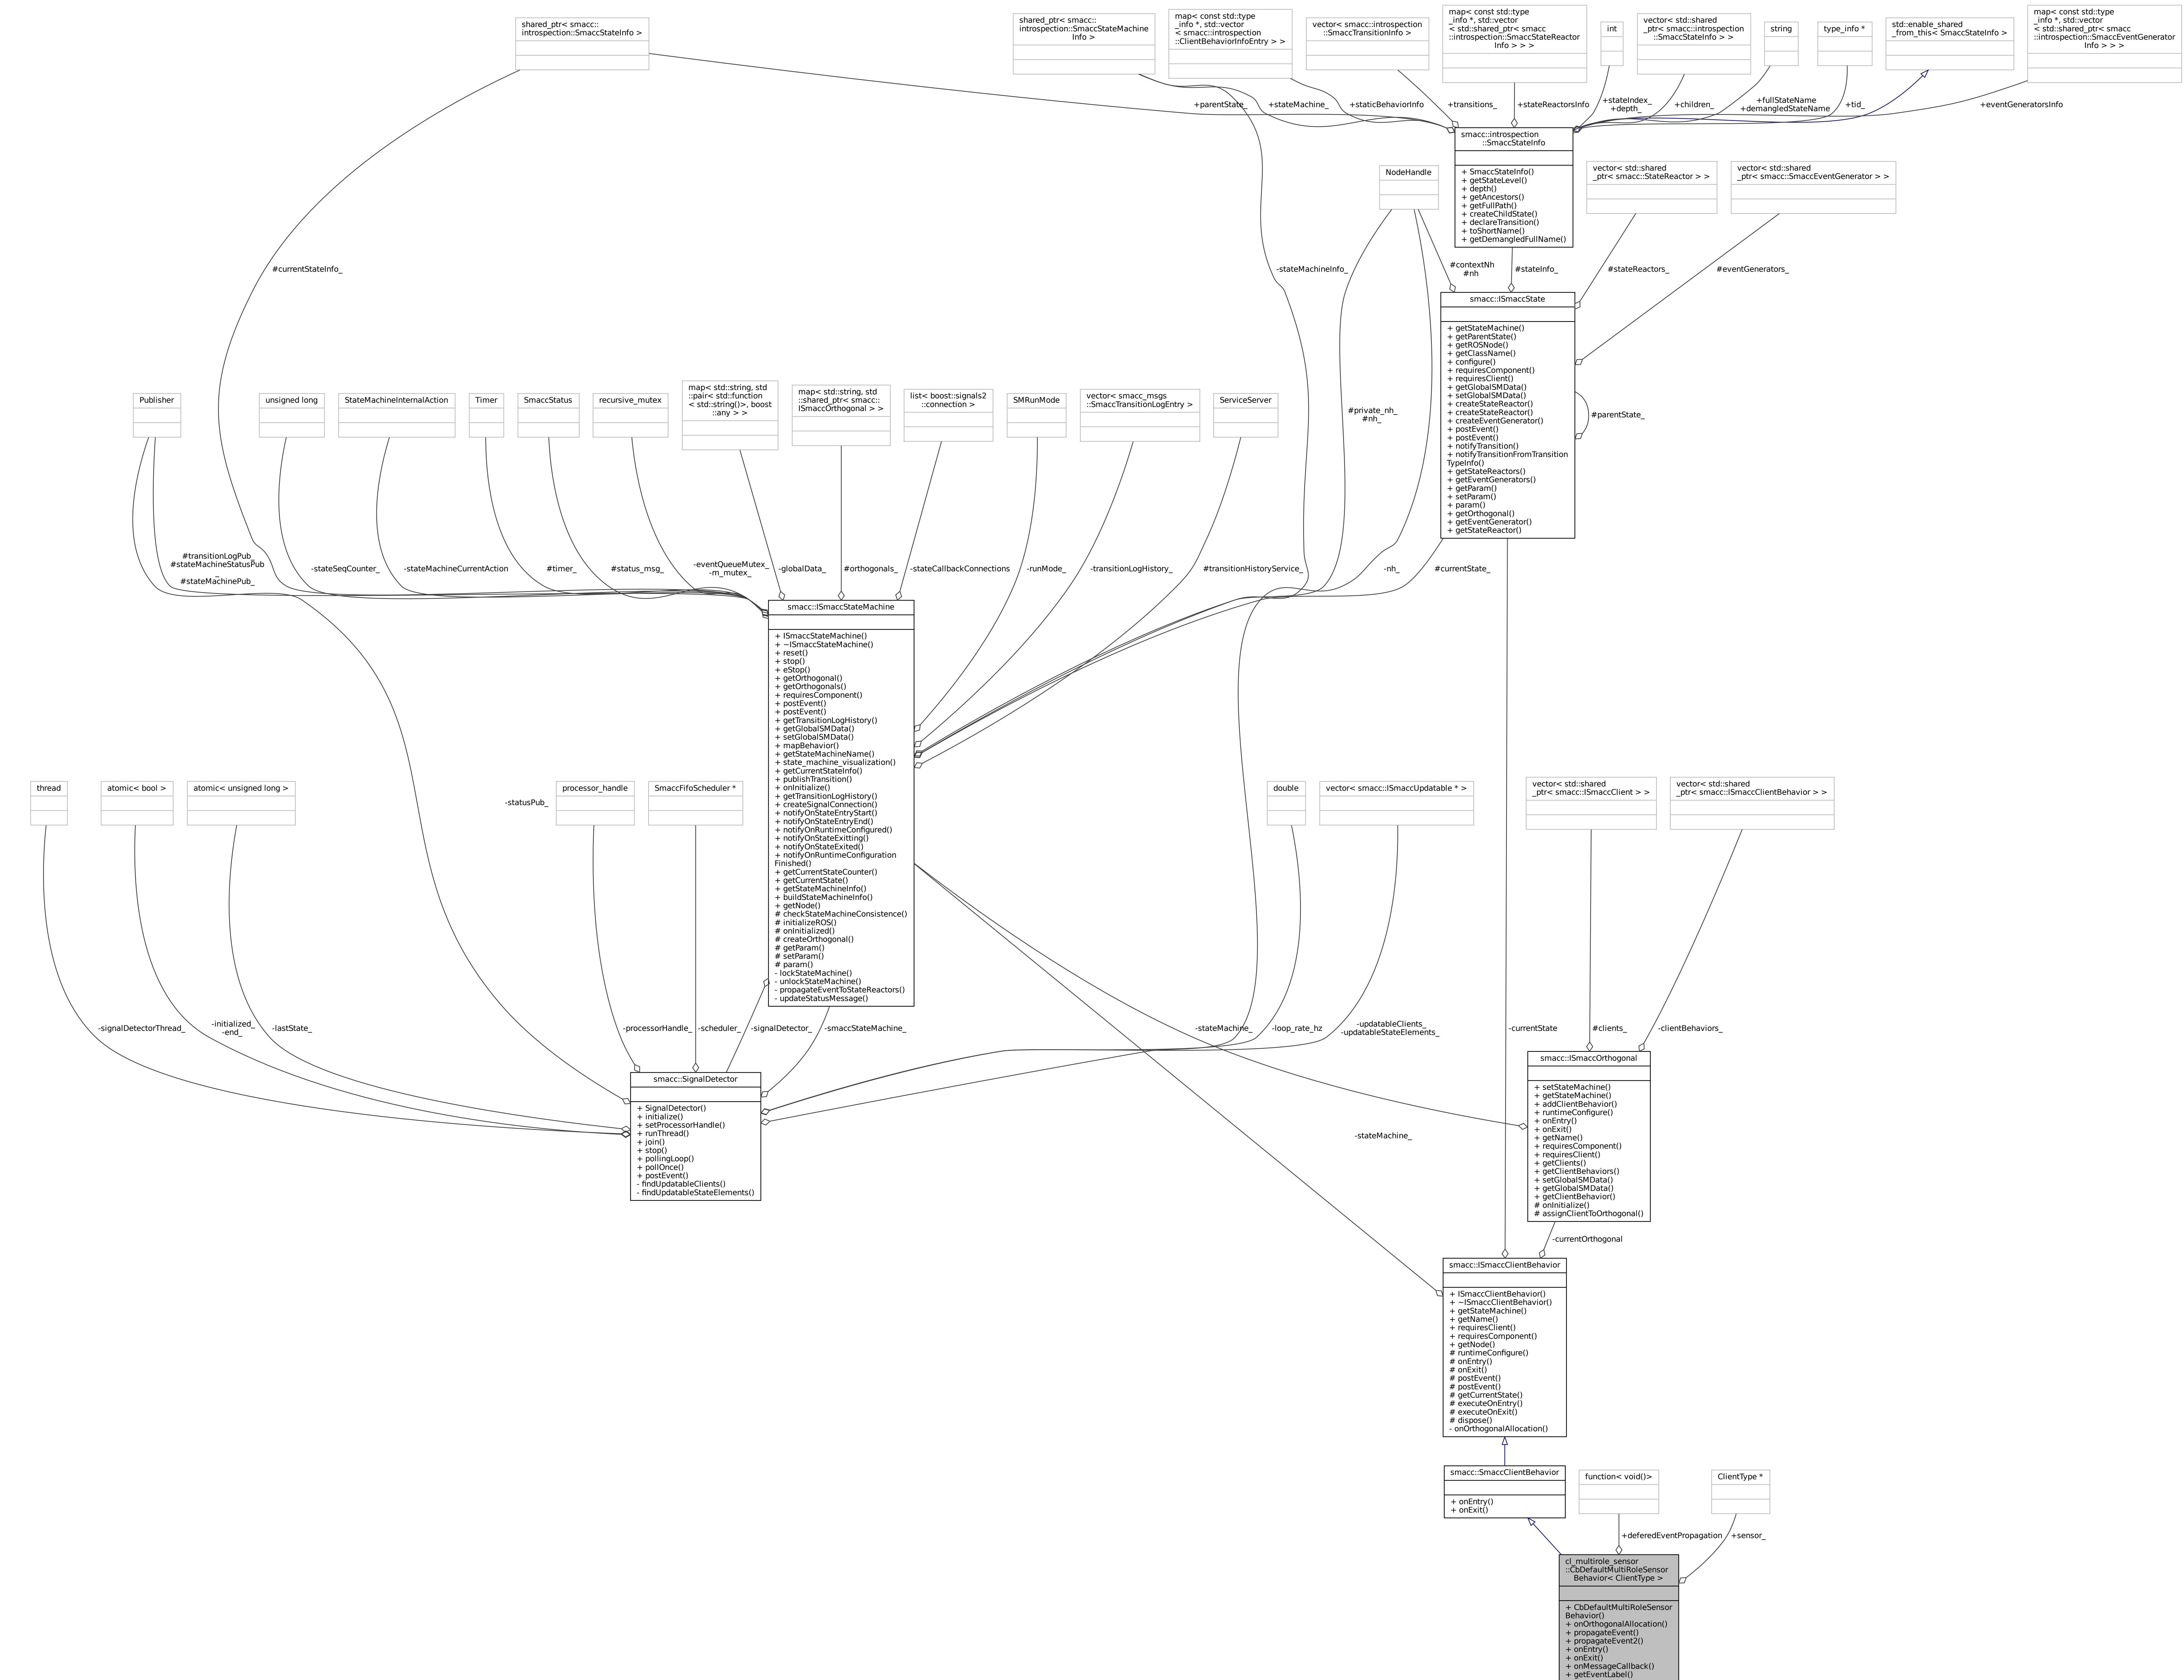 shared_ptr< smacc::
introspection::SmaccStateInfo >
shared_ptr< smacc::
introspection::SmaccStateMachine
Info >
map< const std::type
_info *, std::vector
< smacc::introspection
::ClientBehaviorInfoEntry > >
vector< smacc::introspection
::SmaccTransitionInfo >
map< const std::type
_info *, std::vector
< std::shared_ptr< smacc
::introspection::SmaccStateReactor
Info > > >
int
vector< std::shared
_ptr< smacc::introspection
::SmaccStateInfo > >
string
type_info *
std::enable_shared
_from_this< SmaccStateInfo >
map< const std::type
_info *, std::vector
< std::shared_ptr< smacc
::introspection::SmaccEventGenerator
Info > > >
+parentState_
+stateMachine_
+staticBehaviorInfo
+transitions_
+stateReactorsInfo
+stateIndex_
+depth_
+children_
+fullStateName
+demangledStateName
+tid_
+eventGeneratorsInfo
smacc::introspection
::SmaccStateInfo
+ SmaccStateInfo()
+ getStateLevel()
+ depth()
+ getAncestors()
+ getFullPath()
+ createChildState()
+ declareTransition()
+ toShortName()
+ getDemangledFullName()
NodeHandle
vector< std::shared
_ptr< smacc::StateReactor > >
vector< std::shared
_ptr< smacc::SmaccEventGenerator > >
#currentStateInfo_
-stateMachineInfo_
#contextNh
#nh
#stateInfo_
#stateReactors_
#eventGenerators_
smacc::ISmaccState
+ getStateMachine()
+ getParentState()
+ getROSNode()
+ getClassName()
+ configure()
+ requiresComponent()
+ requiresClient()
+ getGlobalSMData()
+ setGlobalSMData()
+ createStateReactor()
+ createStateReactor()
+ createEventGenerator()
+ postEvent()
+ postEvent()
+ notifyTransition()
+ notifyTransitionFromTransition
TypeInfo()
+ getStateReactors()
+ getEventGenerators()
+ getParam()
+ setParam()
+ param()
+ getOrthogonal()
+ getEventGenerator()
+ getStateReactor()
#parentState_
#private_nh_
#nh_
Publisher
unsigned long
StateMachineInternalAction
Timer
SmaccStatus
recursive_mutex
map< std::string, std
::pair< std::function
< std::string()>, boost
::any > >
map< std::string, std
::shared_ptr< smacc::
ISmaccOrthogonal > >
list< boost::signals2
::connection >
SMRunMode
vector< smacc_msgs
::SmaccTransitionLogEntry >
ServiceServer
#transitionLogPub_
#stateMachineStatusPub
_
#stateMachinePub_
-stateSeqCounter_
-stateMachineCurrentAction
#timer_
#status_msg_
-eventQueueMutex_
-m_mutex_
-globalData_
#orthogonals_
-stateCallbackConnections
-runMode_
-transitionLogHistory_
#transitionHistoryService_
-nh_
#currentState_
smacc::ISmaccStateMachine
+ ISmaccStateMachine()
+ ~ISmaccStateMachine()
+ reset()
+ stop()
+ eStop()
+ getOrthogonal()
+ getOrthogonals()
+ requiresComponent()
+ postEvent()
+ postEvent()
+ getTransitionLogHistory()
+ getGlobalSMData()
+ setGlobalSMData()
+ mapBehavior()
+ getStateMachineName()
+ state_machine_visualization()
+ getCurrentStateInfo()
+ publishTransition()
+ onInitialize()
+ getTransitionLogHistory()
+ createSignalConnection()
+ notifyOnStateEntryStart()
+ notifyOnStateEntryEnd()
+ notifyOnRuntimeConfigured()
+ notifyOnStateExitting()
+ notifyOnStateExited()
+ notifyOnRuntimeConfiguration
Finished()
+ getCurrentStateCounter()
+ getCurrentState()
+ getStateMachineInfo()
+ buildStateMachineInfo()
+ getNode()
# checkStateMachineConsistence()
# initializeROS()
# onInitialized()
# createOrthogonal()
# getParam()
# setParam()
# param()
- lockStateMachine()
- unlockStateMachine()
- propagateEventToStateReactors()
- updateStatusMessage()
thread
atomic< bool >
atomic< unsigned long >
-statusPub_
processor_handle
SmaccFifoScheduler *
double
vector< smacc::ISmaccUpdatable * >
vector< std::shared
_ptr< smacc::ISmaccClient > >
vector< std::shared
_ptr< smacc::ISmaccClientBehavior > >
-signalDetectorThread_
-initialized_
-end_
-lastState_
-processorHandle_
-scheduler_
-signalDetector_
-smaccStateMachine_
-stateMachine_
-loop_rate_hz
-updatableClients_
-updatableStateElements_
-currentState
#clients_
-clientBehaviors_
smacc::SignalDetector
+ SignalDetector()
+ initialize()
+ setProcessorHandle()
+ runThread()
+ join()
+ stop()
+ pollingLoop()
+ pollOnce()
+ postEvent()
- findUpdatableClients()
- findUpdatableStateElements()
smacc::ISmaccOrthogonal
+ setStateMachine()
+ getStateMachine()
+ addClientBehavior()
+ runtimeConfigure()
+ onEntry()
+ onExit()
+ getName()
+ requiresComponent()
+ requiresClient()
+ getClients()
+ getClientBehaviors()
+ setGlobalSMData()
+ getGlobalSMData()
+ getClientBehavior()
# onInitialize()
# assignClientToOrthogonal()
-stateMachine_
-currentOrthogonal
smacc::ISmaccClientBehavior
+ ISmaccClientBehavior()
+ ~ISmaccClientBehavior()
+ getStateMachine()
+ getName()
+ requiresClient()
+ requiresComponent()
+ getNode()
# runtimeConfigure()
# onEntry()
# onExit()
# postEvent()
# postEvent()
# getCurrentState()
# executeOnEntry()
# executeOnExit()
# dispose()
- onOrthogonalAllocation()
smacc::SmaccClientBehavior
+ onEntry()
+ onExit()
function< void()>
ClientType *
+deferedEventPropagation
+sensor_
cl_multirole_sensor
::CbDefaultMultiRoleSensor
Behavior< ClientType >
+ CbDefaultMultiRoleSensor
Behavior()
+ onOrthogonalAllocation()
+ propagateEvent()
+ propagateEvent2()
+ onEntry()
+ onExit()
+ onMessageCallback()
+ getEventLabel()